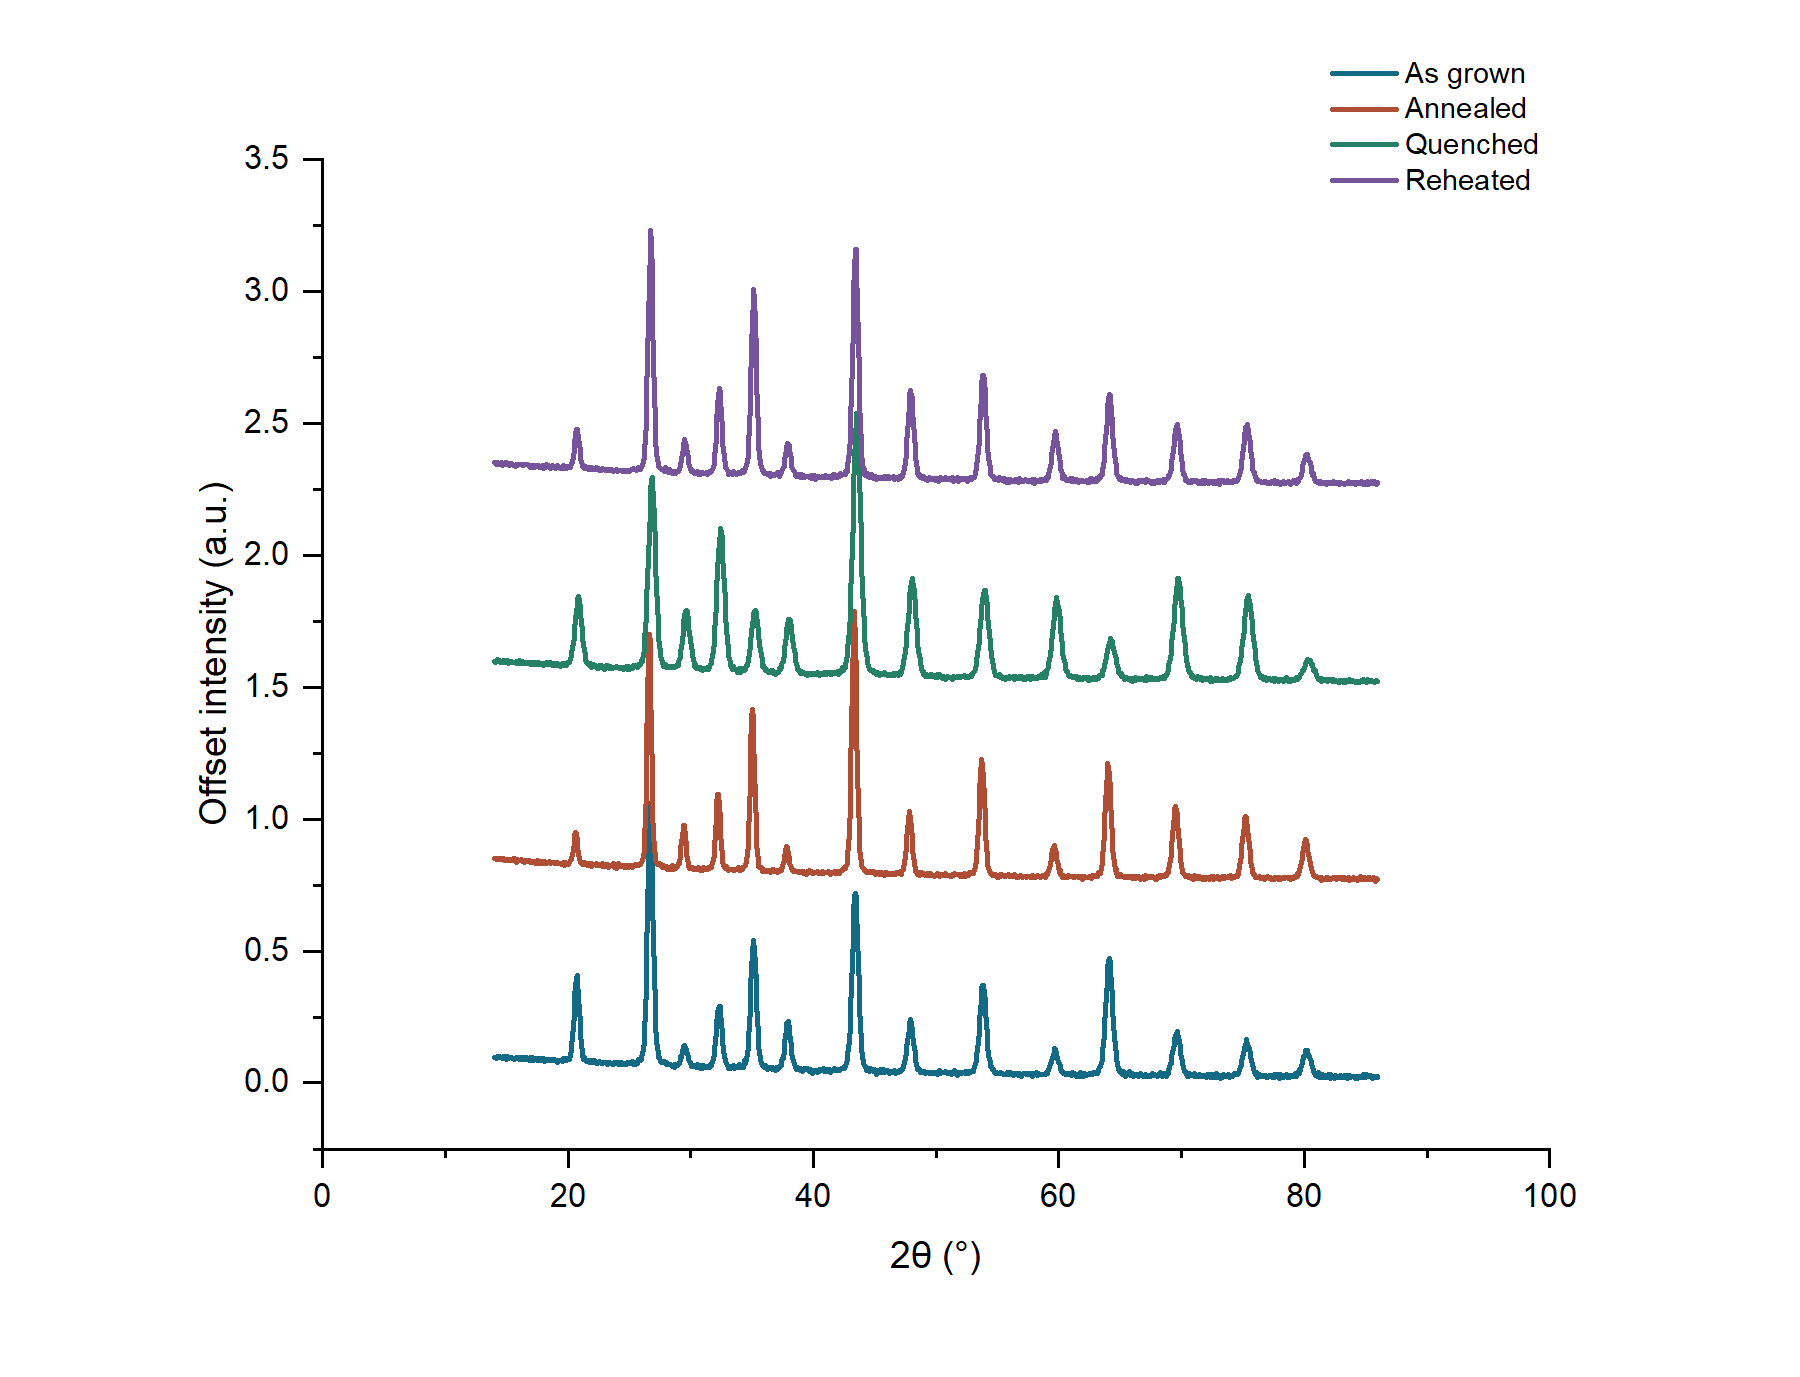 As grown
Annealed
Quenched
Reheated
3.5
3.0
2.5
2.0
1.5
1.0
0.5
0.0
Offset intensity (a.u.)
0 20 40 60 80 100
2θ (°)